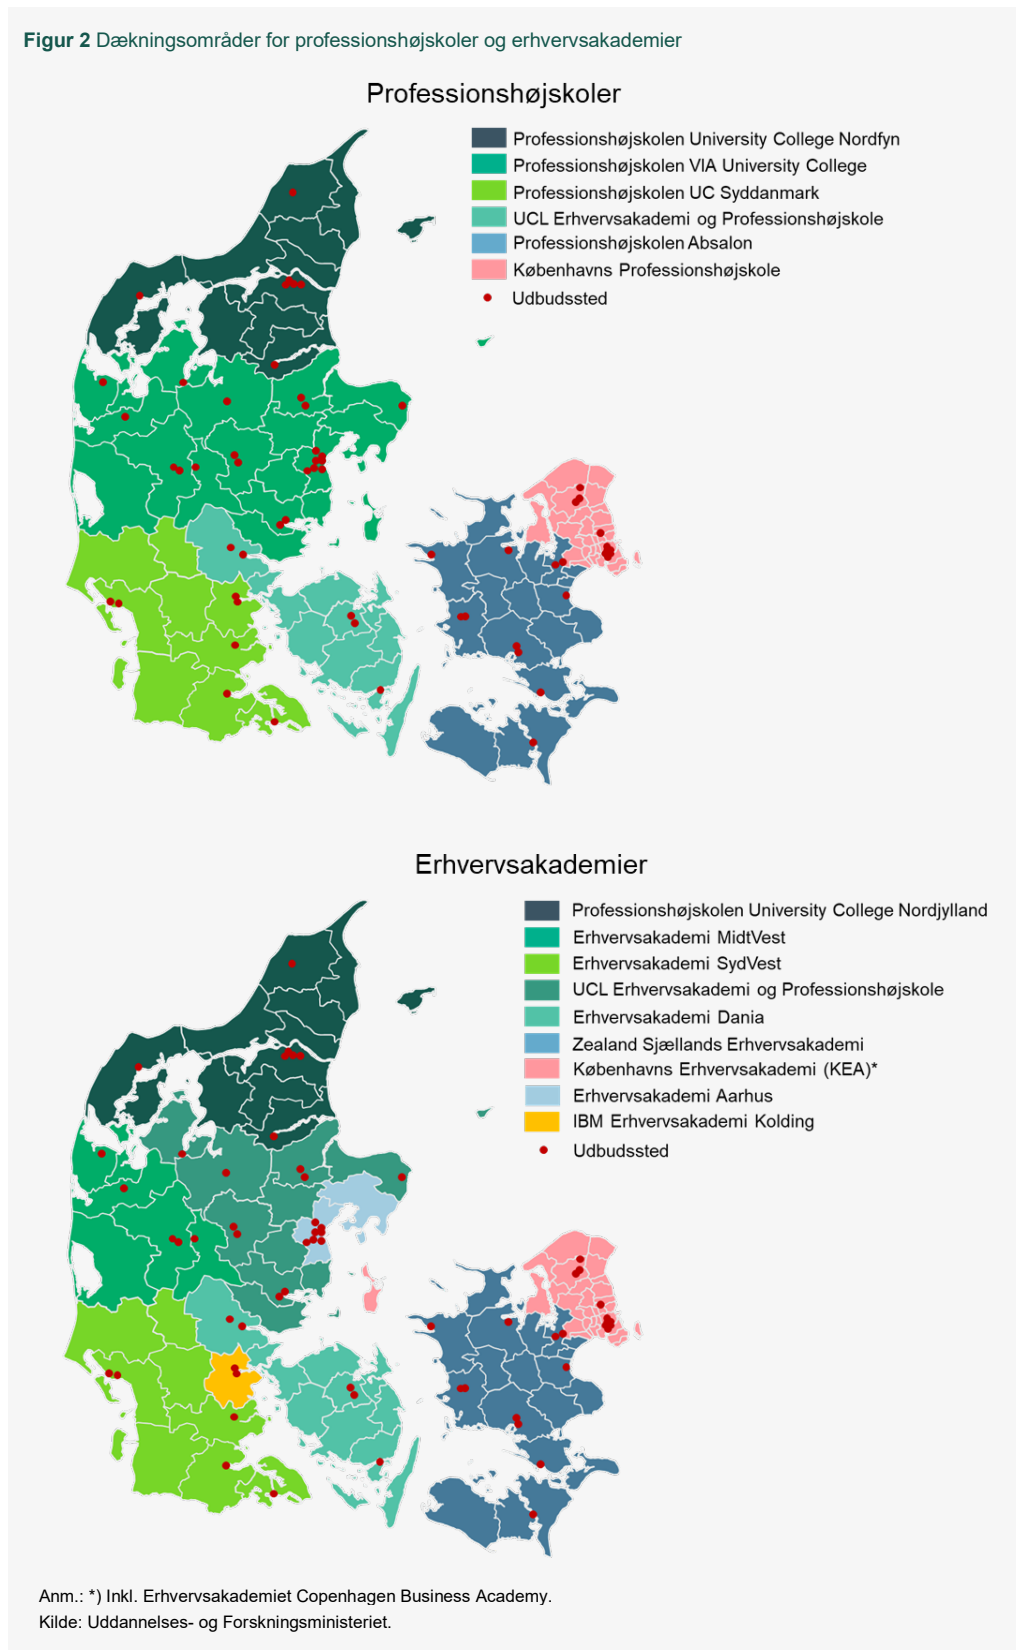 Figur 2 Dækningsområder for professionshøjskoler og erhvervsakademier
Professionshøjskoler
Professionshøjskolen University College Nordfyn
Professionshøjskolen VIA University College
Professionshøjskolen UC Syddanmark
UCL Erhvervsakademi og Professionshøjskole
Professionshøjskolen Absalon
Københavns Professionshøjskole
Udbudssted
Erhvervsakademier
Professionshøjskolen University College Nordjylland
Erhvervsakademi MidtVest
Erhvervsakademi SydVest
UCL Erhvervsakademi og Professionshøjskole
Erhvervsakademi Dania
Zealand Sjællands Erhvervsakademi
Københavns Erhvervsakademi (KEA)*
Erhvervsakademi Aarhus
IBM Erhvervsakademi Kolding
Udbudssted
Anm.: *) Inkl. Erhvervsakademiet Copenhagen Business Academy.
Kilde: Uddannelses- og Forskningsministeriet.